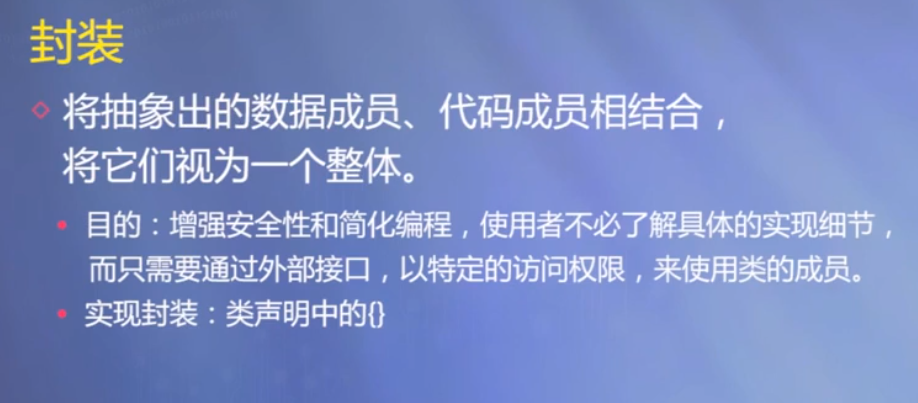 封装
将抽象出的数据成员、代码成员相结合，
将它们视为一个整体。
目的：增强安全性和简化编程，使用者不必了解具体的实现细节，
而只需要通过外部接口，以特定的访问权限，来使用类的成员。
实现封装：类声明中的{}